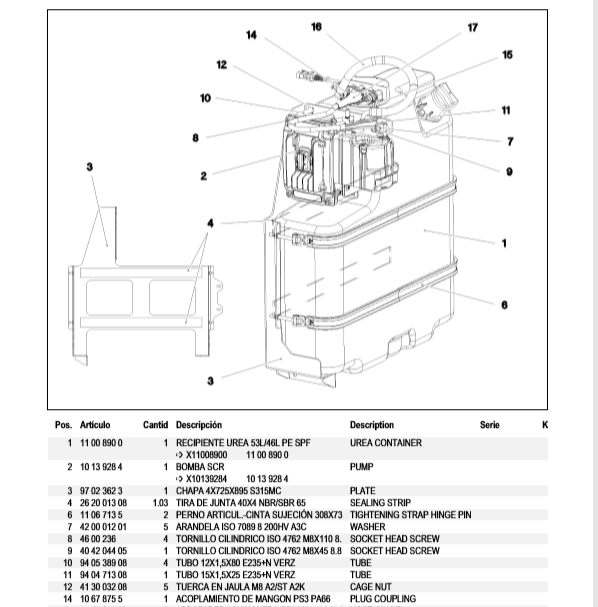 16
17
14
15
12
10
11
8
7
3
2
9
4
1
6
3
Pos. Artículo Cantid Descripción Description Serie K
1 11 00 890 0 1 RECIPIENTE UREA 53L/46L PE SPF UREA CONTAINER
➩ X11008900 11 00 890 0
2 10 13 928 4 1 BOMBA SCR PUMP
➩ X10139284 10 13 928 4
3 97 02 362 3 1 CHAPA 4X725X895 S315MC PLATE
4 26 20 013 08 1.03 TIRA DE JUNTA 40X4 NBR/SBR 65 SEALING STRIP
6 11 06 713 5 2 PERNO ARTICUL.-CINTA SUJECIÓN 308X73 TIGHTENING STRAP HINGE PIN
7 42 00 012 01 5 ARANDELA ISO 7089 8 200HV A3C WASHER
8 46 00 236 4 TORNILLO CILINDRICO ISO 4762 M8X110 8. SOCKET HEAD SCREW
9 40 42 044 05 1 TORNILLO CILINDRICO ISO 4762 M8X45 8.8 SOCKET HEAD SCREW
10 94 05 389 08 4 TUBO 12X1,5X80 E235+N VERZ TUBE
11 94 04 713 08 1 TUBO 15X1,5X25 E235+N VERZ TUBE
12 41 30 032 08 5 TUERCA EN JAULA M8 A2/ST A2K CAGE NUT
14 10 67 875 5 1 ACOPLAMIENTO DE MANGON PS3 PA66 PLUG COUPLING